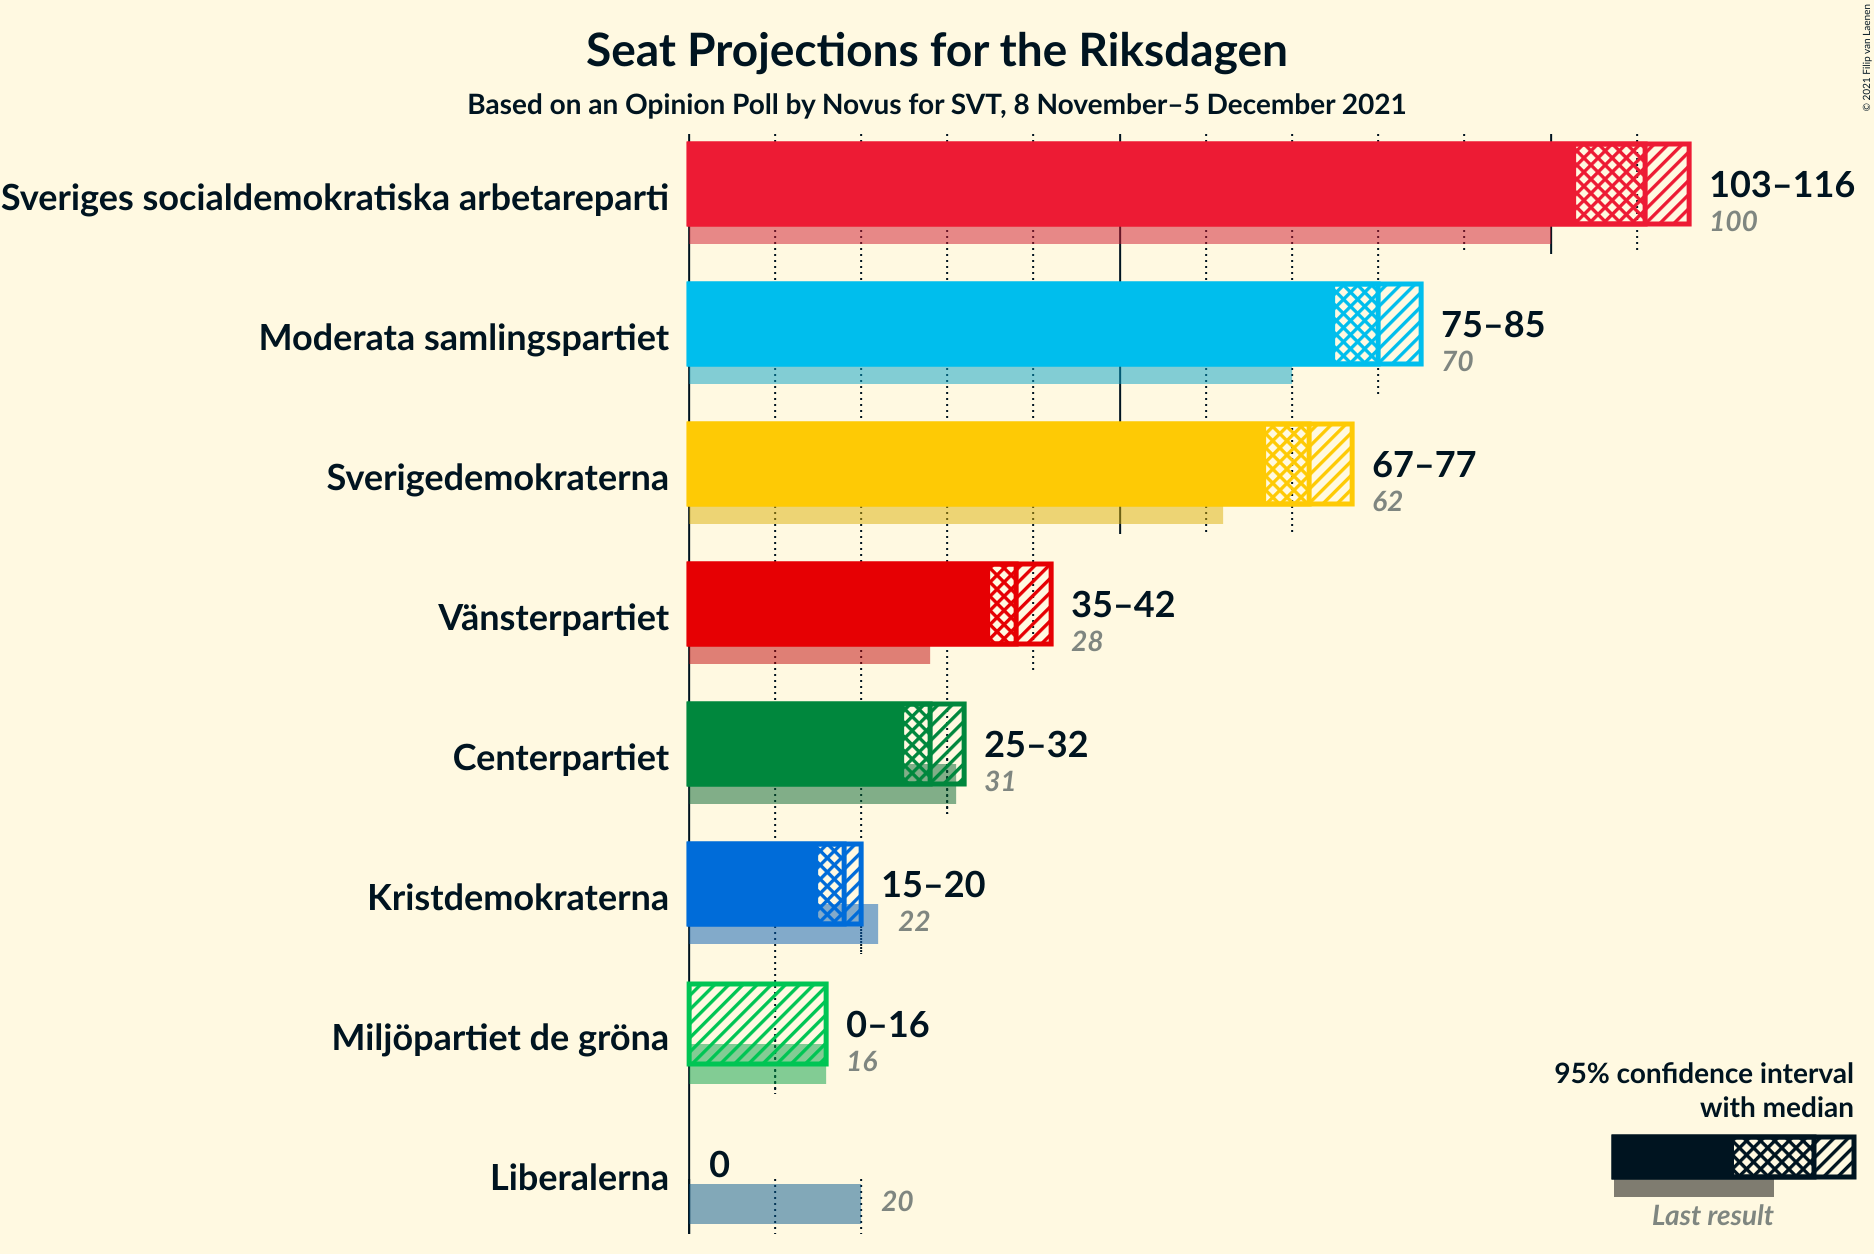 Seat Projections for the Riksdagen
Based on an Opinion Poll by Novus for SVT, 8 November–5 December 2021
© 2021 Filip van Laenen
Sveriges socialdemokratiska arbetareparti
103–116
100
Moderata samlingspartiet
75–85
70
Sverigedemokraterna
67–77
62
Vänsterpartiet
35–42
28
Centerpartiet
25–32
31
Kristdemokraterna
15–20
22
Miljöpartiet de gröna
0–16
16
Liberalerna
0
20
95% confidence interval
with median
Last result